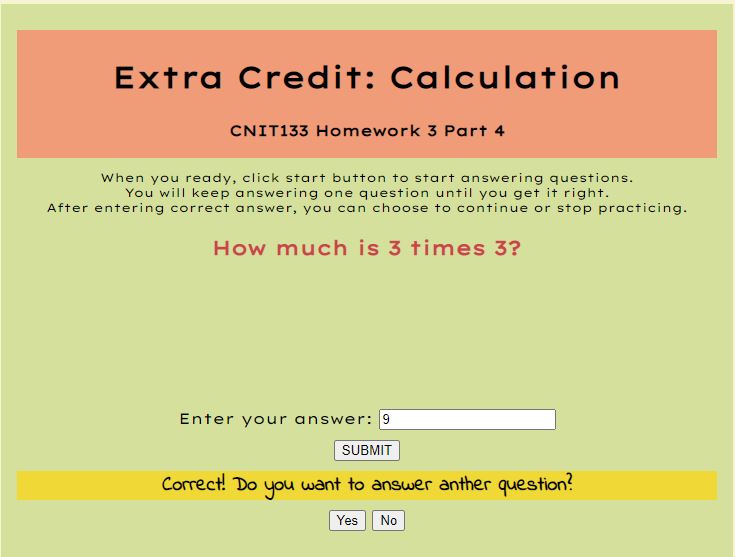 Extra Credit: Calculation
CNIT133 Homework 3 Part 4
When you ready, click start button to start answering questions.
You will keep answering one question until you get it right.
After entering correct answer, you can choose to continue or stop practicing.
How much is 3 times 3?
Enter your answer: 9
SUBMIT
Correct! Do you want to answer anther question?
Yes No